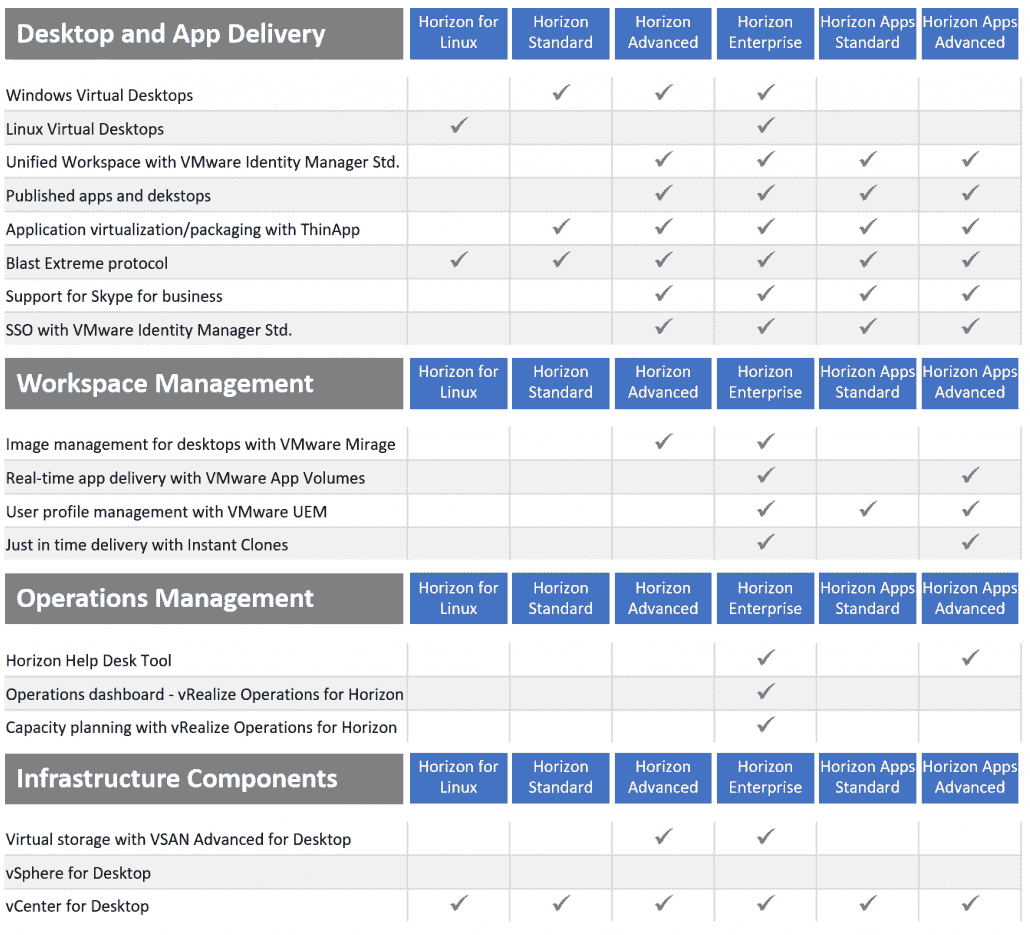 Desktop and App Delivery Horizon for Linux Horizon Standard Horizon Advanced Horizon Enterprise Horizon Apps Standard Horizon Apps Advanced
Windows Virtual Desktops ✓ ✓ ✓
Linux Virtual Desktops ✓ ✓
Unified Workspace with VMware Identity Manager Std. ✓ ✓ ✓ ✓
Published apps and dekstops ✓ ✓ ✓ ✓
Application virtualization/packaging with ThinApp ✓ ✓ ✓ ✓ ✓
Blast Extreme protocol ✓ ✓ ✓ ✓ ✓ ✓
Support for Skype for business ✓ ✓ ✓ ✓
SSO with VMware Identity Manager Std. ✓ ✓ ✓ ✓
Workspace Management Horizon for Linux Horizon Standard Horizon Advanced Horizon Enterprise Horizon Apps Standard Horizon Apps Advanced
Image management for desktops with VMware Mirage ✓ ✓
Real-time app delivery with VMware App Volumes ✓ ✓
User profile management with VMware UEM ✓ ✓ ✓
Just in time delivery with Instant Clones ✓ ✓
Operations Management Horizon for Linux Horizon Standard Horizon Advanced Horizon Enterprise Horizon Apps Standard Horizon Apps Advanced
Horizon Help Desk Tool ✓ ✓
Operations dashboard - vRealize Operations for Horizon ✓
Capacity planning with vRealize Operations for Horizon ✓
Infrastructure Components Horizon for Linux Horizon Standard Horizon Advanced Horizon Enterprise Horizon Apps Standard Horizon Apps Advanced
Virtual storage with VSAN Advanced for Desktop ✓ ✓
vSphere for Desktop
vCenter for Desktop ✓ ✓ ✓ ✓ ✓ ✓